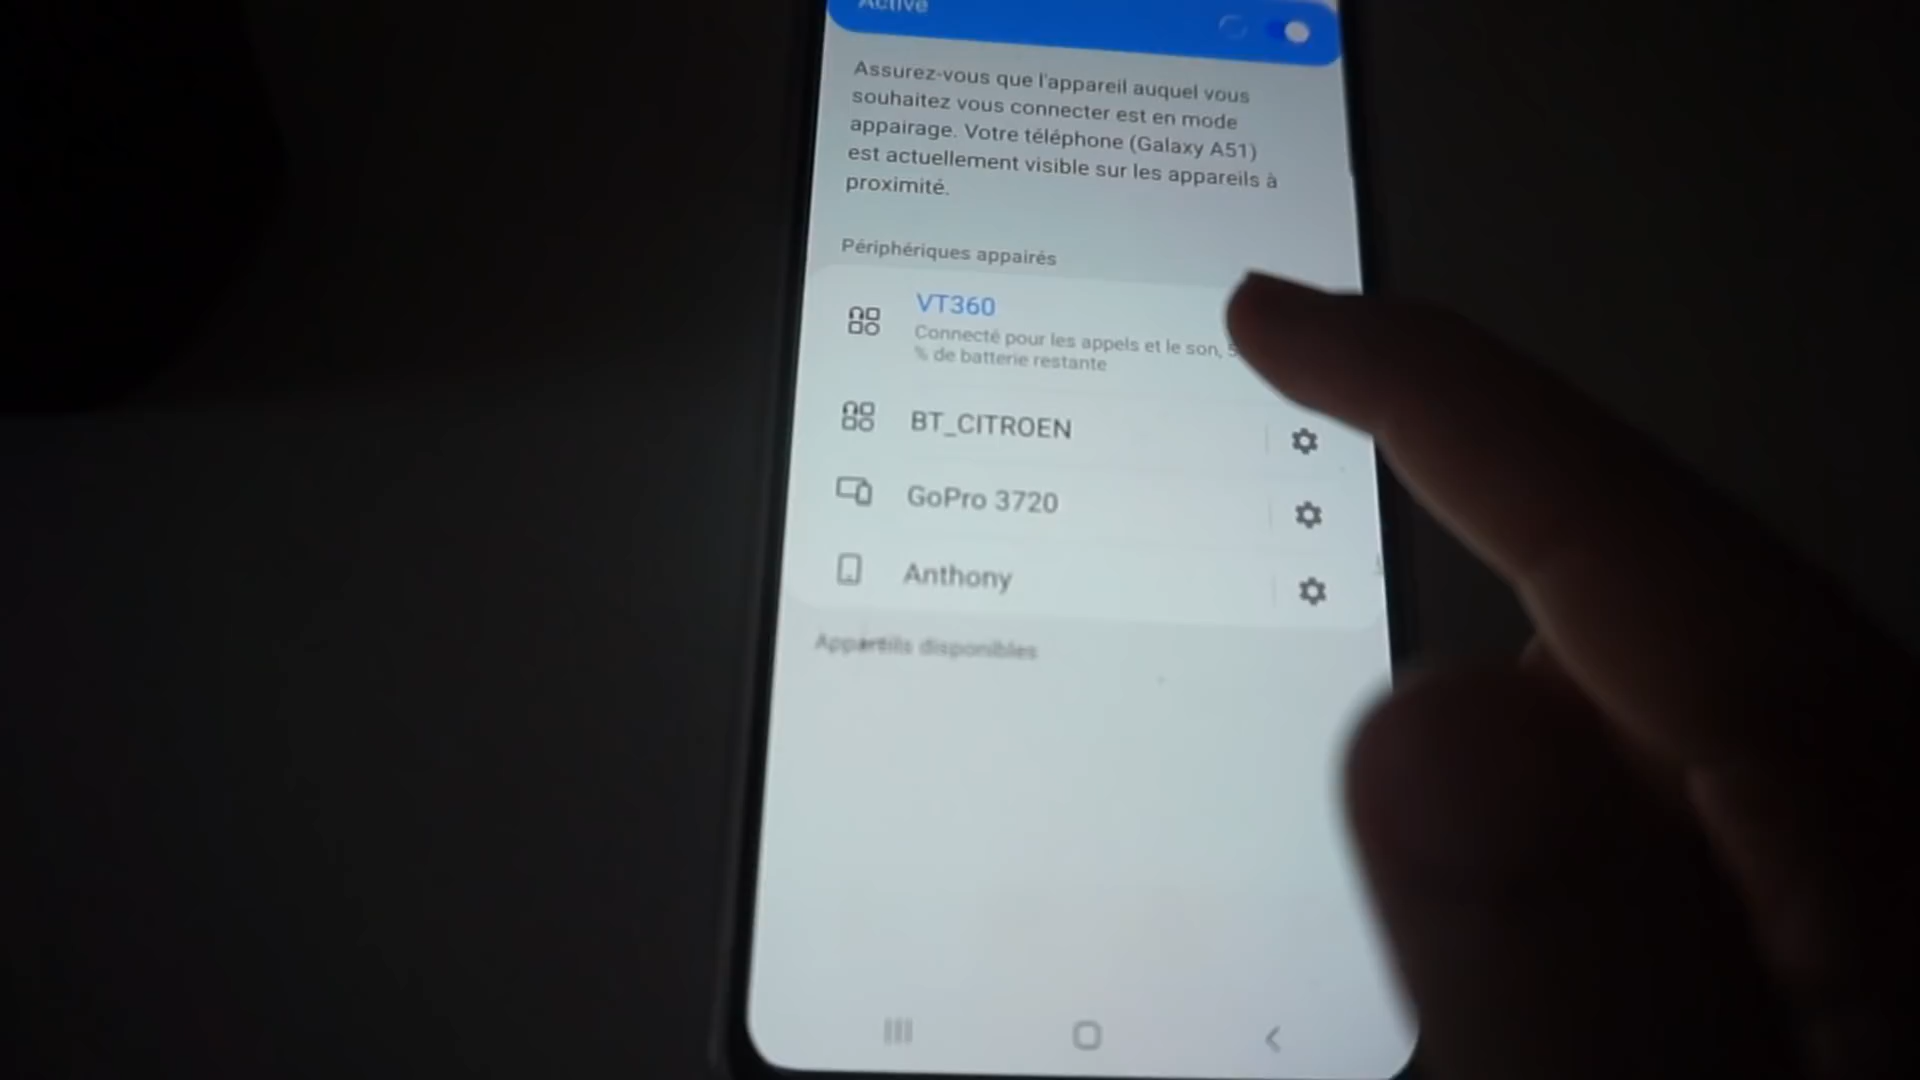 Activé
Assurez-vous que l'appareil auquel vous
souhaitez vous connecter est en mode
appairage. Votre téléphone (Galaxy A51)
est actuellement visible sur les appareils à
proximité.
Périphériques appairés
VT360
Connecté pour les appels et le son,
% de batterie restante
BT_CITROEN
GoPro 3720
Anthony
Appareils disponibles